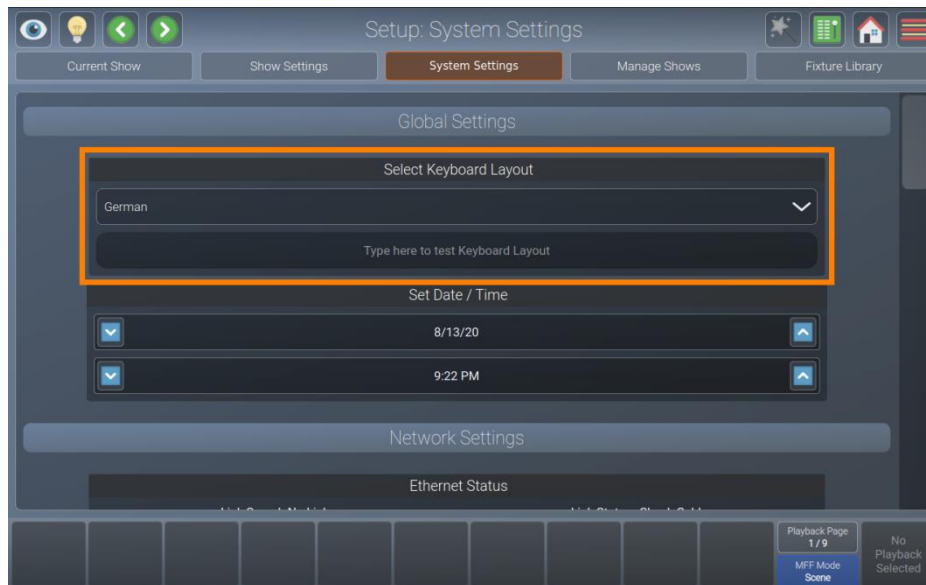 Setup: System Settings
Current Show
Show Settings
System Settings
Manage Shows
Fixture Library
Global Settings
Select Keyboard Layout
German
Type here to test Keyboard Layout
Set Date / Time
8/13/20
9:22 PM
Network Settings
Ethernet Status
Playback Page
1 / 9
MFF Mode
Scene
No
Playback
Selected